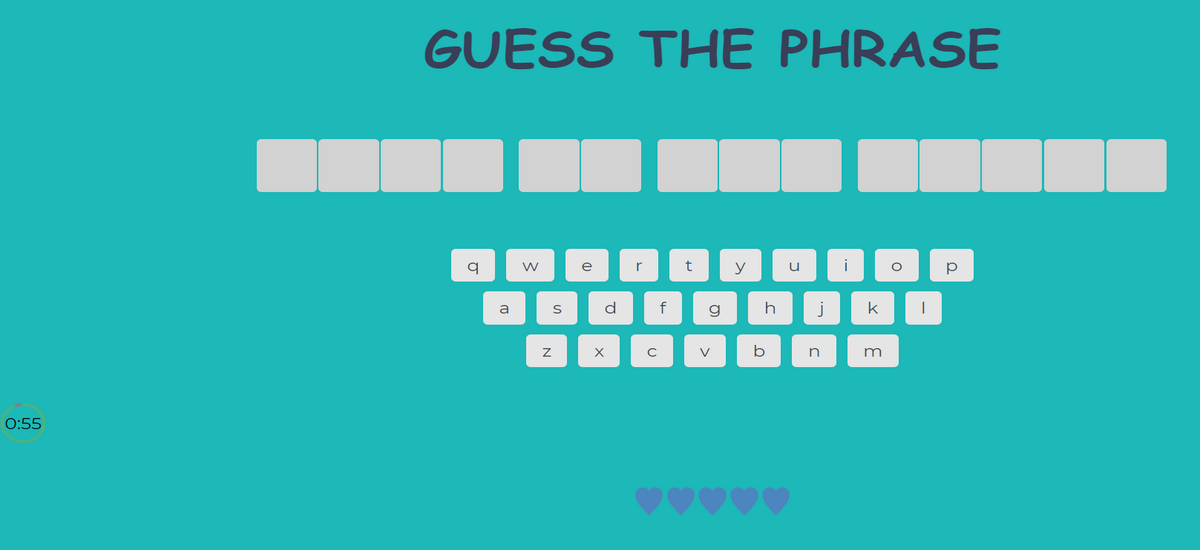 GUESS THE PHRASE
q w e r t y u i o p
a s d f g h j k l
z x c v b n m
0:55